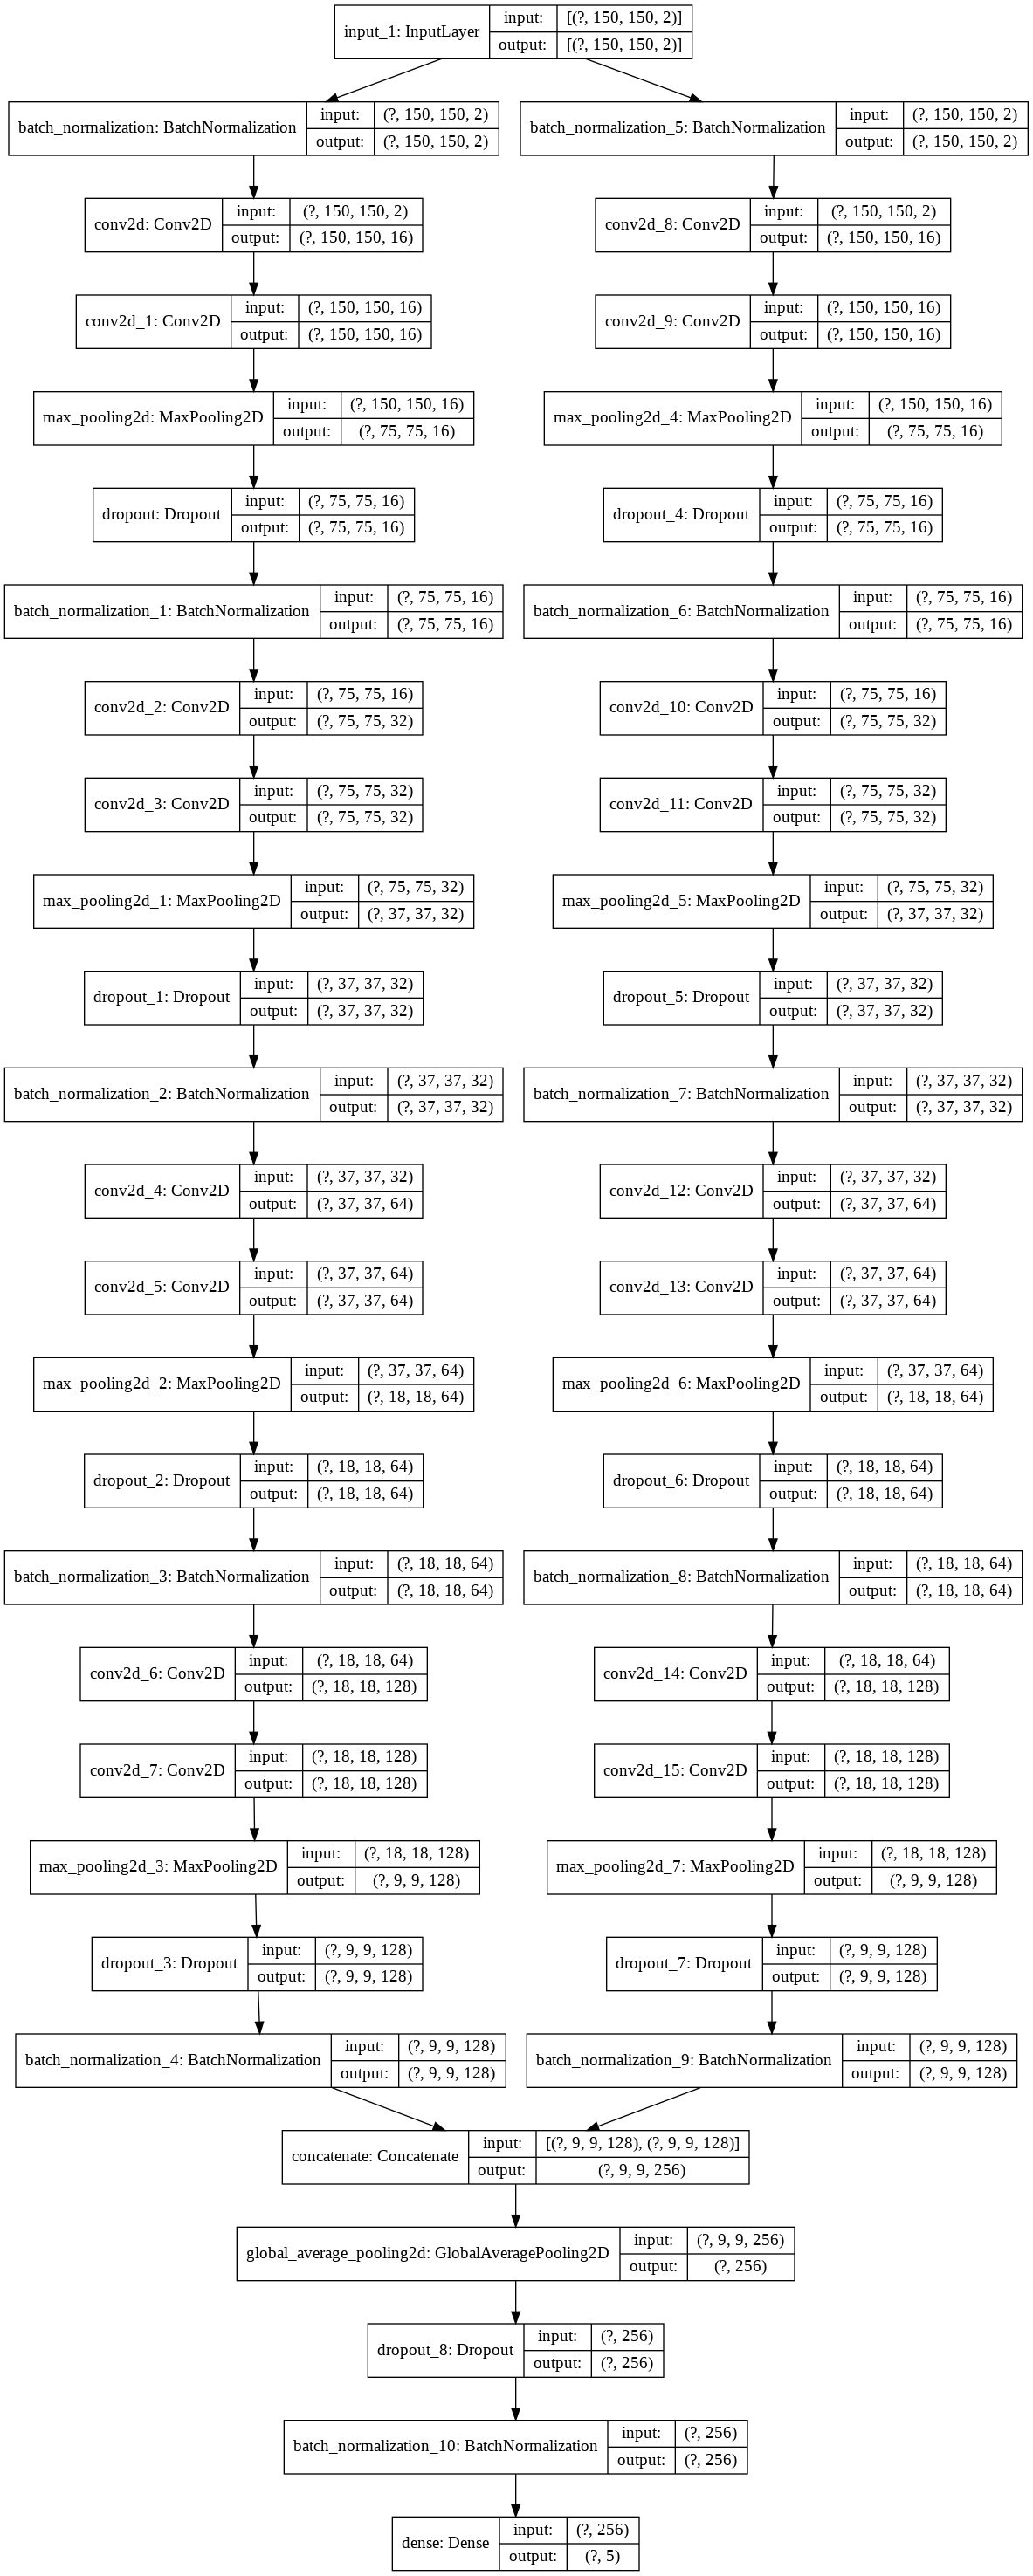 input_1: InputLayer
input:
[(?, 150, 150, 2)]
output:
[(?, 150, 150, 2)]
batch_normalization: BatchNormalization
input:
(?, 150, 150, 2)
output:
(?, 150, 150, 2)
batch_normalization_5: BatchNormalization
input:
(?, 150, 150, 2)
output:
(?, 150, 150, 2)
conv2d: Conv2D
input:
(?, 150, 150, 2)
output:
(?, 150, 150, 16)
conv2d_8: Conv2D
input:
(?, 150, 150, 2)
output:
(?, 150, 150, 16)
conv2d_1: Conv2D
input:
(?, 150, 150, 16)
output:
(?, 150, 150, 16)
conv2d_9: Conv2D
input:
(?, 150, 150, 16)
output:
(?, 150, 150, 16)
max_pooling2d: MaxPooling2D
input:
(?, 150, 150, 16)
output:
(?, 75, 75, 16)
max_pooling2d_4: MaxPooling2D
input:
(?, 150, 150, 16)
output:
(?, 75, 75, 16)
dropout: Dropout
input:
(?, 75, 75, 16)
output:
(?, 75, 75, 16)
dropout_4: Dropout
input:
(?, 75, 75, 16)
output:
(?, 75, 75, 16)
batch_normalization_1: BatchNormalization
input:
(?, 75, 75, 16)
output:
(?, 75, 75, 16)
batch_normalization_6: BatchNormalization
input:
(?, 75, 75, 16)
output:
(?, 75, 75, 16)
conv2d_2: Conv2D
input:
(?, 75, 75, 16)
output:
(?, 75, 75, 32)
conv2d_10: Conv2D
input:
(?, 75, 75, 16)
output:
(?, 75, 75, 32)
conv2d_3: Conv2D
input:
(?, 75, 75, 32)
output:
(?, 75, 75, 32)
conv2d_11: Conv2D
input:
(?, 75, 75, 32)
output:
(?, 75, 75, 32)
max_pooling2d_1: MaxPooling2D
input:
(?, 75, 75, 32)
output:
(?, 37, 37, 32)
max_pooling2d_5: MaxPooling2D
input:
(?, 75, 75, 32)
output:
(?, 37, 37, 32)
dropout_1: Dropout
input:
(?, 37, 37, 32)
output:
(?, 37, 37, 32)
dropout_5: Dropout
input:
(?, 37, 37, 32)
output:
(?, 37, 37, 32)
batch_normalization_2: BatchNormalization
input:
(?, 37, 37, 32)
output:
(?, 37, 37, 32)
batch_normalization_7: BatchNormalization
input:
(?, 37, 37, 32)
output:
(?, 37, 37, 32)
conv2d_4: Conv2D
input:
(?, 37, 37, 32)
output:
(?, 37, 37, 64)
conv2d_12: Conv2D
input:
(?, 37, 37, 32)
output:
(?, 37, 37, 64)
conv2d_5: Conv2D
input:
(?, 37, 37, 64)
output:
(?, 37, 37, 64)
conv2d_13: Conv2D
input:
(?, 37, 37, 64)
output:
(?, 37, 37, 64)
max_pooling2d_2: MaxPooling2D
input:
(?, 37, 37, 64)
output:
(?, 18, 18, 64)
max_pooling2d_6: MaxPooling2D
input:
(?, 37, 37, 64)
output:
(?, 18, 18, 64)
dropout_2: Dropout
input:
(?, 18, 18, 64)
output:
(?, 18, 18, 64)
dropout_6: Dropout
input:
(?, 18, 18, 64)
output:
(?, 18, 18, 64)
batch_normalization_3: BatchNormalization
input:
(?, 18, 18, 64)
output:
(?, 18, 18, 64)
batch_normalization_8: BatchNormalization
input:
(?, 18, 18, 64)
output:
(?, 18, 18, 64)
conv2d_6: Conv2D
input:
(?, 18, 18, 64)
output:
(?, 18, 18, 128)
conv2d_14: Conv2D
input:
(?, 18, 18, 64)
output:
(?, 18, 18, 128)
conv2d_7: Conv2D
input:
(?, 18, 18, 128)
output:
(?, 18, 18, 128)
conv2d_15: Conv2D
input:
(?, 18, 18, 128)
output:
(?, 18, 18, 128)
max_pooling2d_3: MaxPooling2D
input:
(?, 18, 18, 128)
output:
(?, 9, 9, 128)
max_pooling2d_7: MaxPooling2D
input:
(?, 18, 18, 128)
output:
(?, 9, 9, 128)
dropout_3: Dropout
input:
(?, 9, 9, 128)
output:
(?, 9, 9, 128)
dropout_7: Dropout
input:
(?, 9, 9, 128)
output:
(?, 9, 9, 128)
batch_normalization_4: BatchNormalization
input:
(?, 9, 9, 128)
output:
(?, 9, 9, 128)
batch_normalization_9: BatchNormalization
input:
(?, 9, 9, 128)
output:
(?, 9, 9, 128)
concatenate: Concatenate
input:
[(?, 9, 9, 128), (?, 9, 9, 128)]
output:
(?, 9, 9, 256)
global_average_pooling2d: GlobalAveragePooling2D
input:
(?, 9, 9, 256)
output:
(?, 256)
dropout_8: Dropout
input:
(?, 256)
output:
(?, 256)
batch_normalization_10: BatchNormalization
input:
(?, 256)
output:
(?, 256)
dense: Dense
input:
(?, 256)
output:
(?, 5)